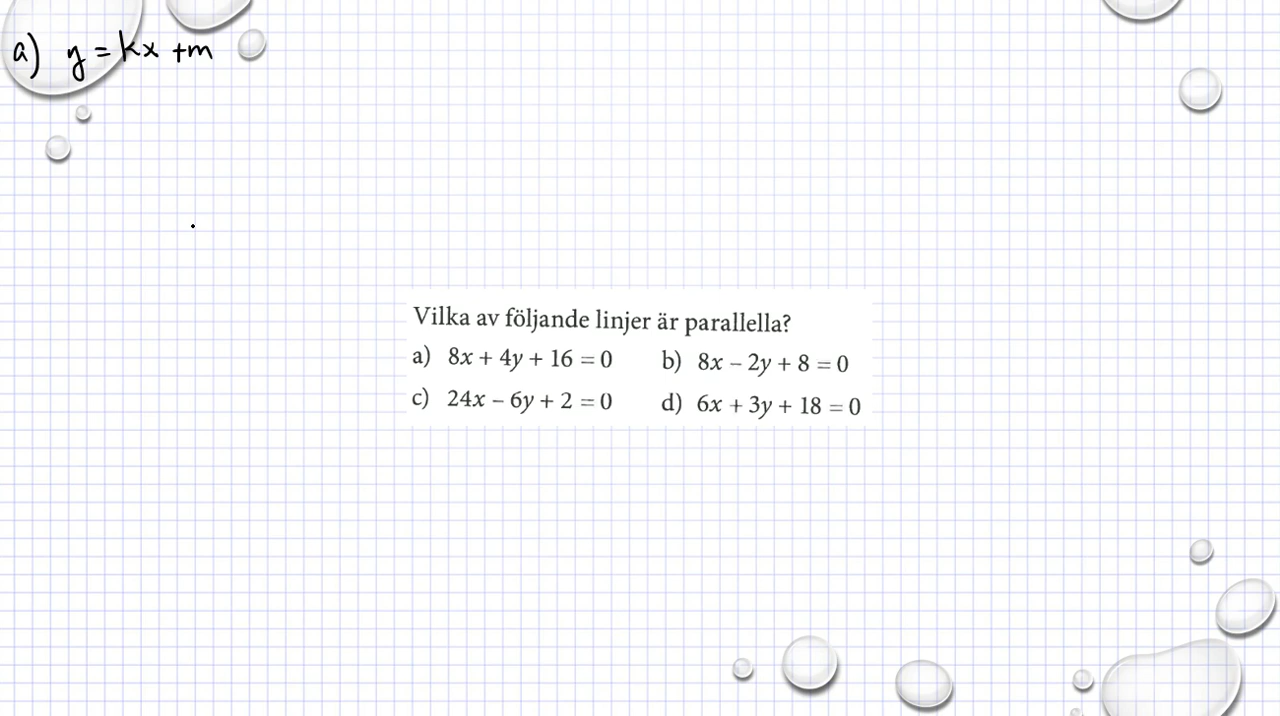 a) y = kx + m
Vilka av följande linjer är parallella?
a) 8x + 4y + 16 = 0 b) 8x – 2y + 8 = 0
c) 24x – 6y + 2 = 0 d) 6x + 3y + 18 = 0